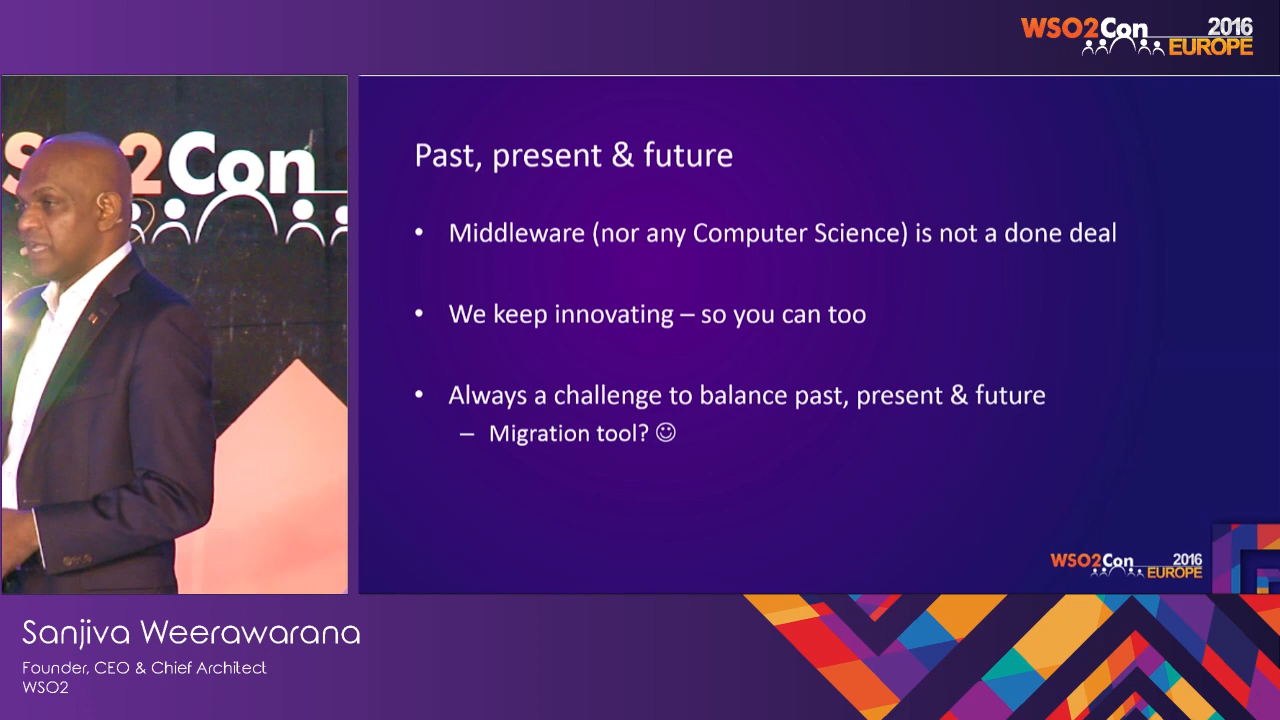 WSO2Con 2016
EUROPE
SO2Con
Past, present & future
• Middleware (nor any Computer Science) is not a done deal
• We keep innovating – so you can too
• Always a challenge to balance past, present & future
– Migration tool? ☺
WSO2Con 2016
EUROPE
Sanjiva Weerawarana
Founder, CEO & Chief Architect
WSO2